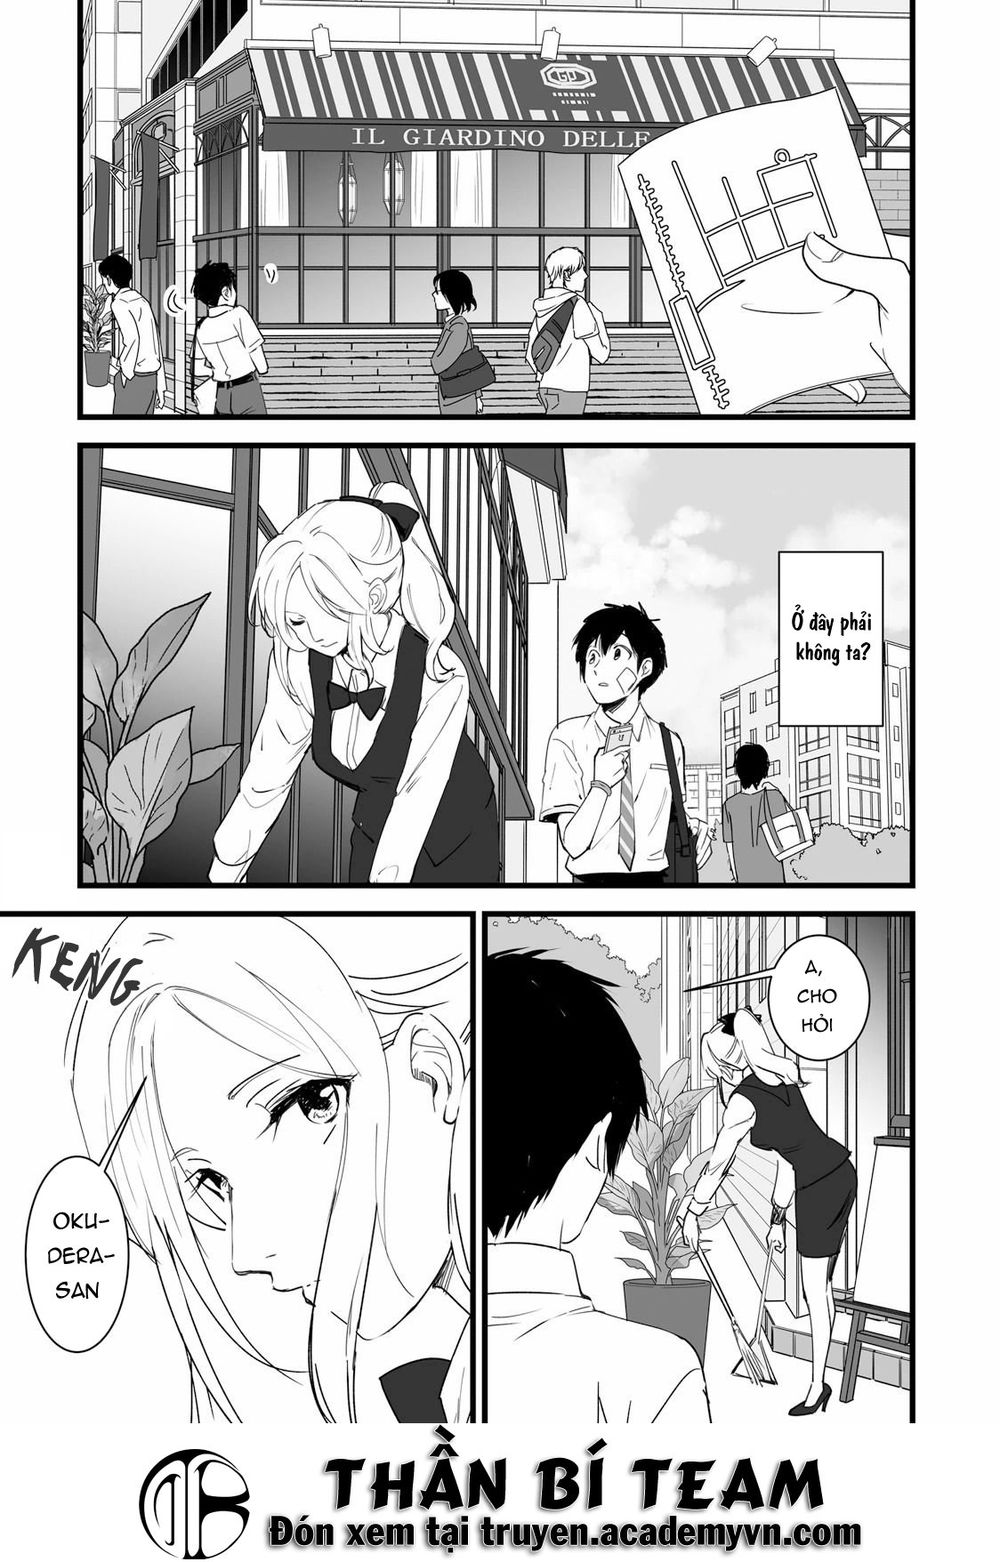 GP
IL GIARDINO DELLE
Ở đây phải
không ta?
A,
CHO
HỎI
KENG
OKU-
DERA-
SAN
THẦN BÍ TEAM
Đón xem tại truyen.academyvn.com